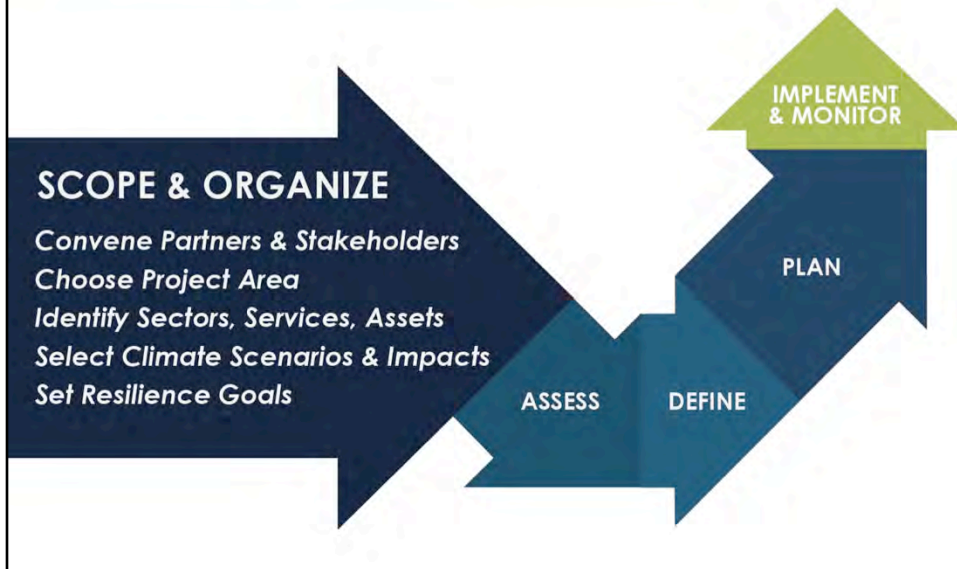 SCOPE & ORGANIZE
Convene Partners & Stakeholders
Choose Project Area
Identify Sectors, Services, Assets
Select Climate Scenarios & Impacts
Set Resilience Goals
ASSESS
DEFINE
PLAN
IMPLEMENT
& MONITOR